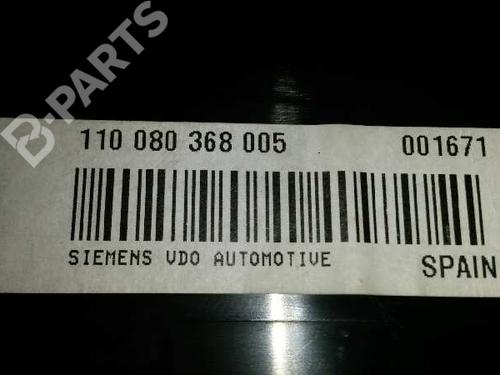 B-PARTS
110 080 368 005 001671
SIEMENS VDO AUTOMOTIVE SPAIN